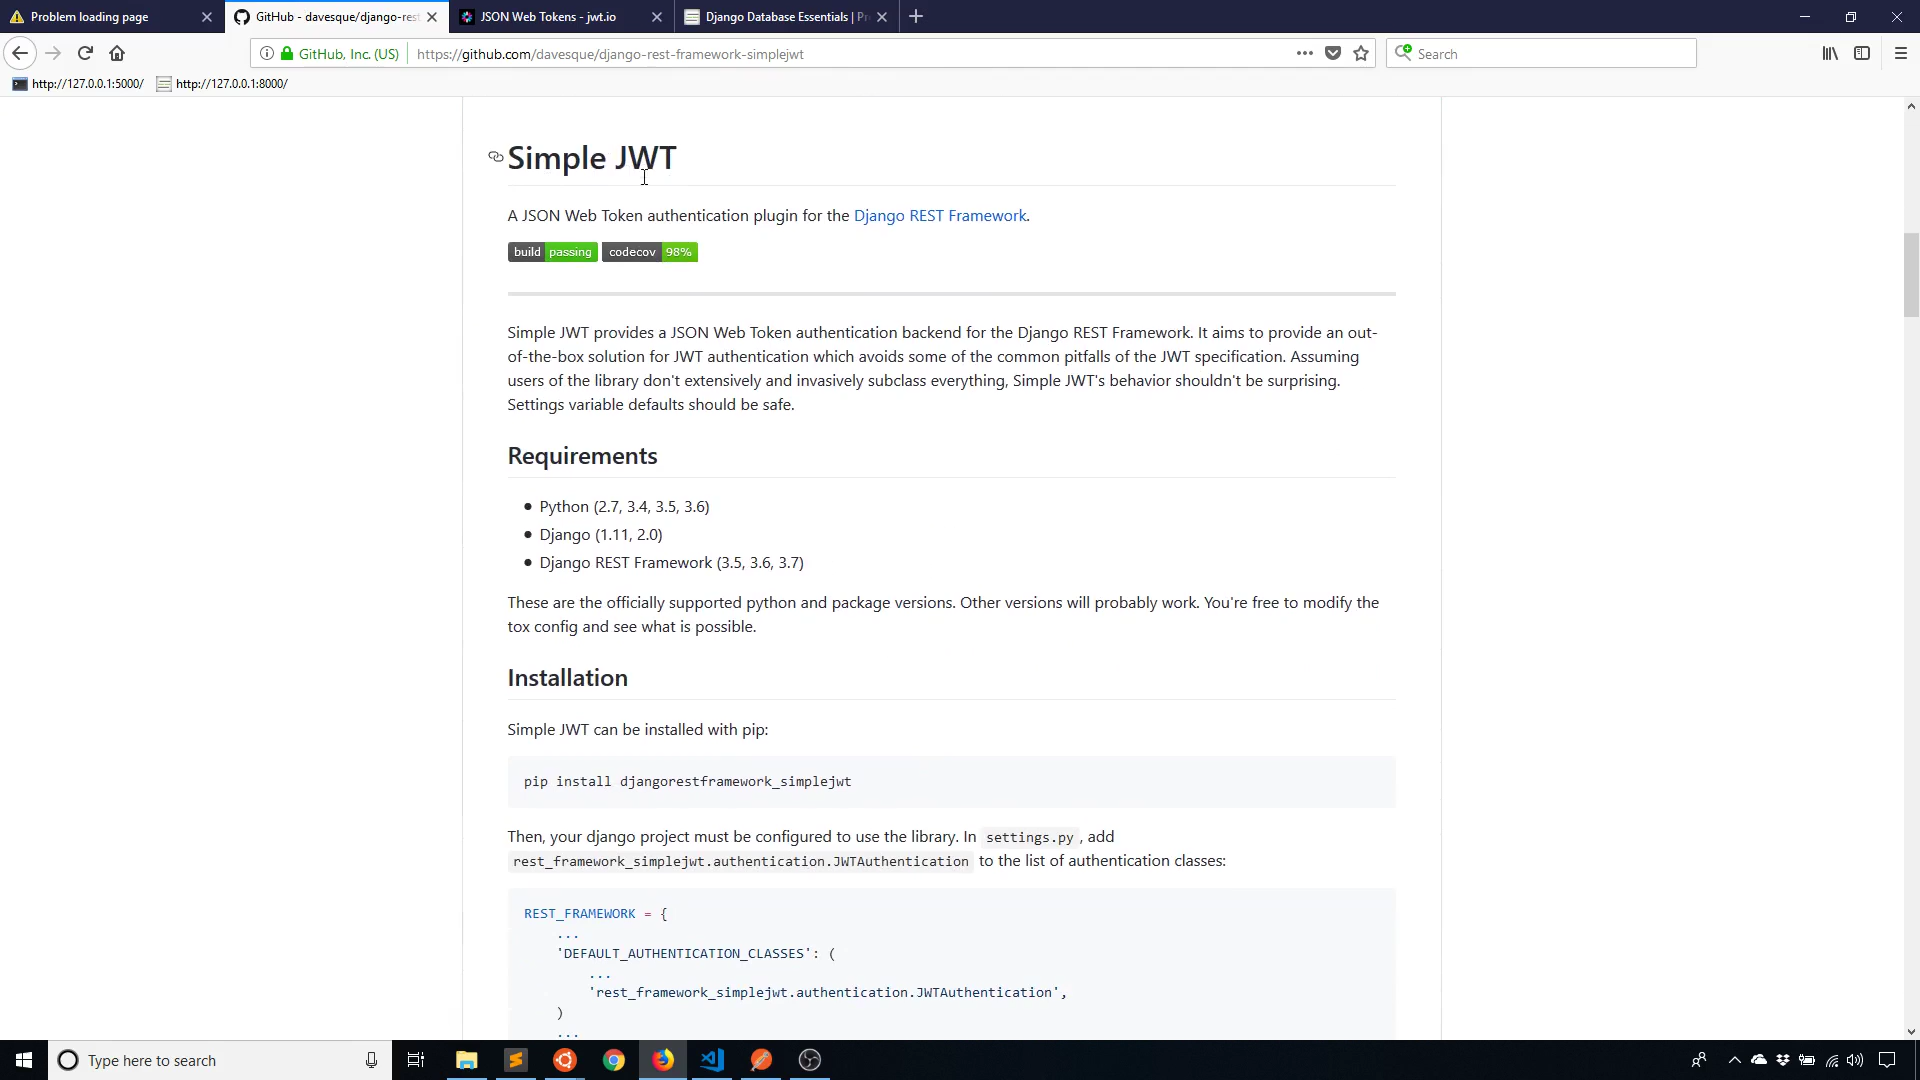 Problem loading page
GitHub - davesque/django-rest
JSON Web Tokens - jwt.io
Django Database Essentials | Pr
GitHub, Inc. (US)
https://github.com/davesque/django-rest-framework-simplejwt
Search
http://127.0.0.1:5000/
http://127.0.0.1:8000/
Simple JWT
A JSON Web Token authentication plugin for the Django REST Framework.
build passing codecov 98%
Simple JWT provides a JSON Web Token authentication backend for the Django REST Framework. It aims to provide an out-
of-the-box solution for JWT authentication which avoids some of the common pitfalls of the JWT specification. Assuming
users of the library don't extensively and invasively subclass everything, Simple JWT's behavior shouldn't be surprising.
Settings variable defaults should be safe.
Requirements
• Python (2.7, 3.4, 3.5, 3.6)
• Django (1.11, 2.0)
• Django REST Framework (3.5, 3.6, 3.7)
These are the officially supported python and package versions. Other versions will probably work. You're free to modify the
tox config and see what is possible.
Installation
Simple JWT can be installed with pip:
pip install djangorestframework_simplejwt
Then, your django project must be configured to use the library. In settings.py, add
rest_framework_simplejwt.authentication.JWTAuthentication to the list of authentication classes:
REST_FRAMEWORK = {
...
'DEFAULT_AUTHENTICATION_CLASSES': (
...
'rest_framework_simplejwt.authentication.JWTAuthentication',
)
...
Type here to search